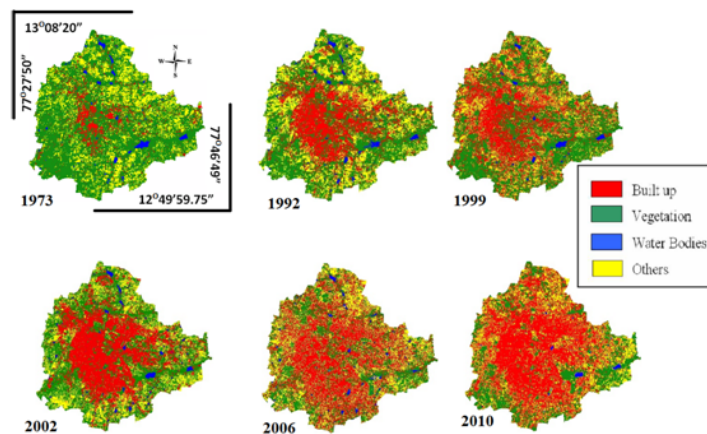 13°08'20"
77°27'50"
N
W E
S
77°46'49"
12°49'59.75"
1973
1992
1999
Built up
Vegetation
Water Bodies
Others
2002
2006
2010